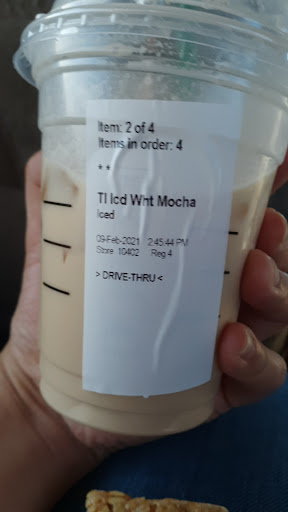 Item: 2 of 4
Items in order: 4
* *
Tl Icd Wht Mocha
Iced
09-Feb-2021 2:45:44 PM
Store 10402 Reg 4
> DRIVE-THRU <